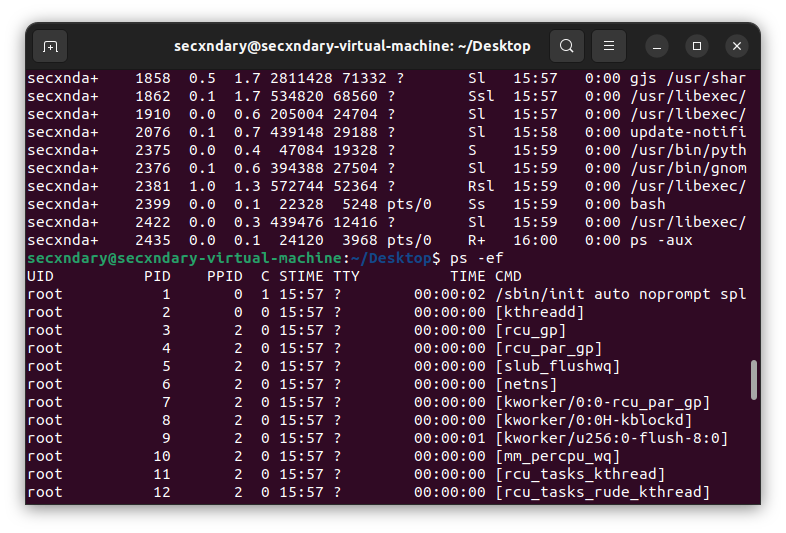 secxndary@secxndary-virtual-machine: ~/Desktop
secxnda+    1858  0.5  1.7 2811428 71332 ?       Sl   15:57   0:00 gjs /usr/shar
secxnda+    1862  0.1  1.7 534820 68560 ?        Ssl  15:57   0:00 /usr/libexec/
secxnda+    1910  0.0  0.6 205004 24704 ?        Sl   15:57   0:00 /usr/libexec/
secxnda+    2076  0.1  0.7 439148 29188 ?        Sl   15:58   0:00 update-notifi
secxnda+    2375  0.0  0.4  47084 19328 ?        S    15:59   0:00 /usr/bin/pyth
secxnda+    2376  0.1  0.6 394388 27504 ?        Sl   15:59   0:00 /usr/bin/gnom
secxnda+    2381  1.0  1.3 572744 52364 ?        Rsl  15:59   0:00 /usr/libexec/
secxnda+    2399  0.0  0.1  22328  5248 pts/0    Ss   15:59   0:00 bash
secxnda+    2422  0.0  0.3 439476 12416 ?        Sl   15:59   0:00 /usr/libexec/
secxnda+    2435  0.0  0.1  24120  3968 pts/0    R+   16:00   0:00 ps -aux
secxndary@secxndary-virtual-machine:~/Desktop$ ps -ef
UID          PID    PPID  C STIME TTY          TIME CMD
root           1       0  1 15:57 ?        00:00:02 /sbin/init auto noprompt spl
root           2       0  0 15:57 ?        00:00:00 [kthreadd]
root           3       2  0 15:57 ?        00:00:00 [rcu_gp]
root           4       2  0 15:57 ?        00:00:00 [rcu_par_gp]
root           5       2  0 15:57 ?        00:00:00 [slub_flushwq]
root           6       2  0 15:57 ?        00:00:00 [netns]
root           7       2  0 15:57 ?        00:00:00 [kworker/0:0-rcu_par_gp]
root           8       2  0 15:57 ?        00:00:00 [kworker/0:0H-kblockd]
root           9       2  0 15:57 ?        00:00:01 [kworker/u256:0-flush-8:0]
root          10       2  0 15:57 ?        00:00:00 [mm_percpu_wq]
root          11       2  0 15:57 ?        00:00:00 [rcu_tasks_kthread]
root          12       2  0 15:57 ?        00:00:00 [rcu_tasks_rude_kthread]